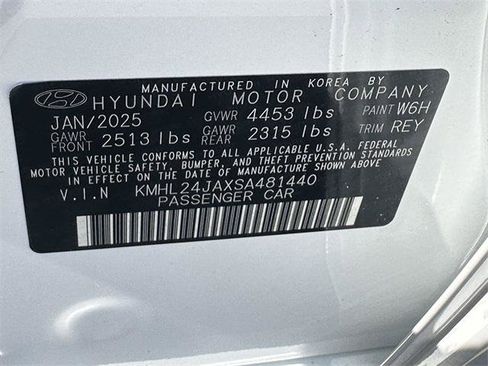 MANUFACTURED IN KOREA BY
HYUNDAI MOTOR COMPANY
JAN/2025 GVWR 4453 lbs PAINT W6H
GAWR FRONT 2513 lbs GAWR REAR 2315 lbs TRIM REY
THIS VEHICLE CONFORMS TO ALL APPLICABLE U.S.A. FEDERAL
MOTOR VEHICLE SAFETY, BUMPER, AND THEFT PREVENTION STANDARDS
IN EFFECT ON THE DATE OF MANUFACTURE SHOWN ABOVE.
V.I.N KMHL24JAXSA481440
PASSENGER CAR